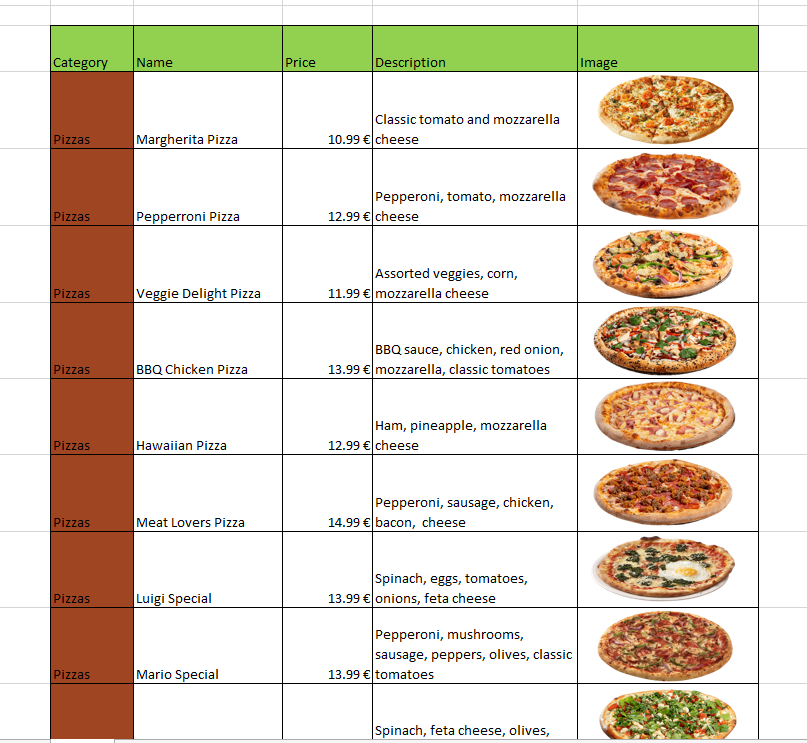 Category Name Price Description Image
Classic tomato and mozzarella
Pizzas Margherita Pizza 10.99 € cheese
Pepperoni, tomato, mozzarella
Pizzas Pepperroni Pizza 12.99 € cheese
Assorted veggies, corn,
Pizzas Veggie Delight Pizza 11.99 € mozzarella cheese
BBQ sauce, chicken, red onion,
Pizzas BBQ Chicken Pizza 13.99 € mozzarella, classic tomatoes
Ham, pineapple, mozzarella
Pizzas Hawaiian Pizza 12.99 € cheese
Pepperoni, sausage, chicken,
Pizzas Meat Lovers Pizza 14.99 € bacon, cheese
Spinach, eggs, tomatoes,
Pizzas Luigi Special 13.99 € onions, feta cheese
Pepperoni, mushrooms,
sausage, peppers, olives, classic
Pizzas Mario Special 13.99 € tomatoes
Spinach, feta cheese, olives,